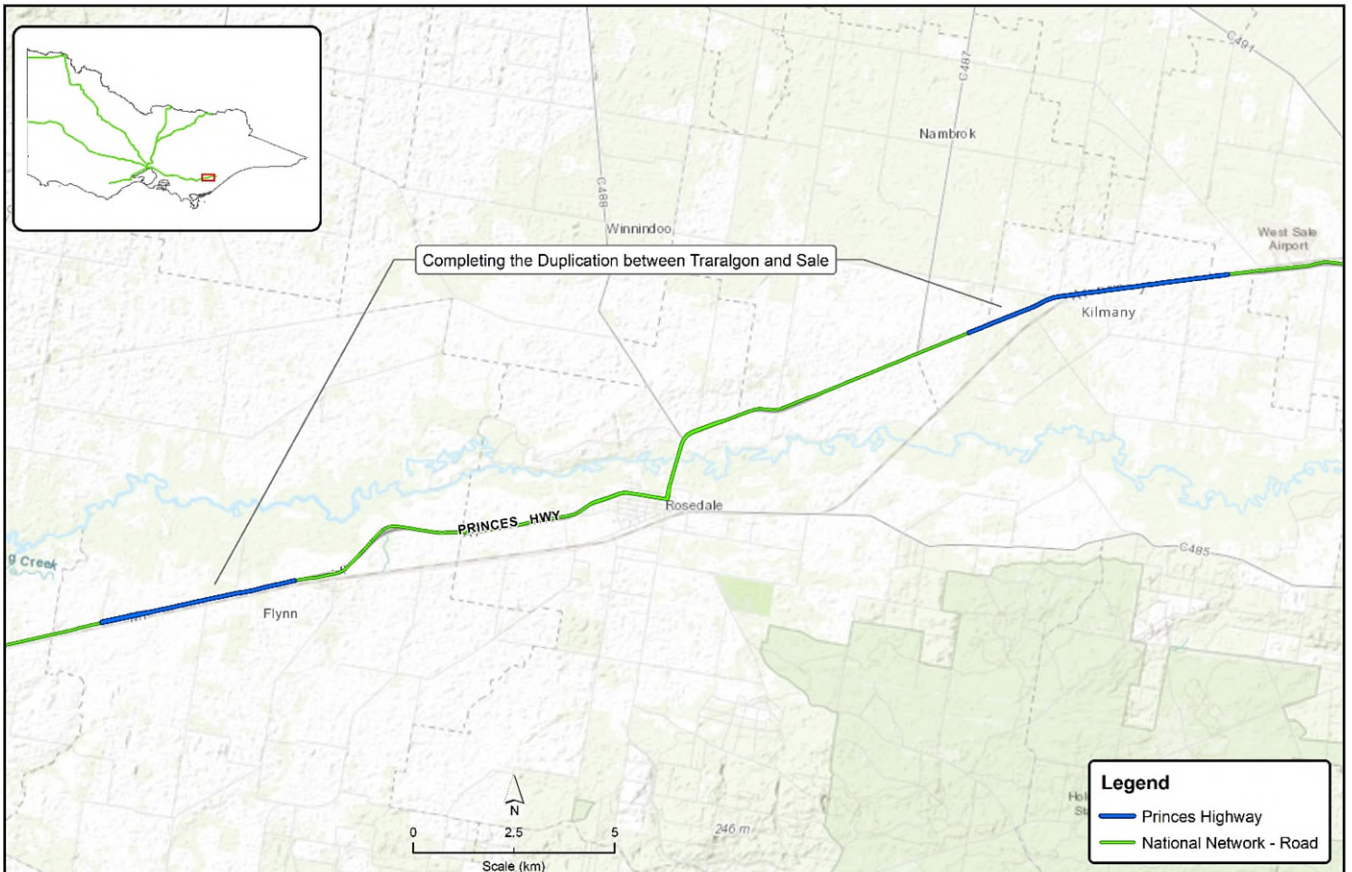 C491
C487
Nambrok
C488
Winnindoo
West Sale
Airport
Completing the Duplication between Traralgon and Sale
Kilmany
PRINCES HWY
Rosedale
C485
g Creek
Flynn
Legend
Princes Highway
National Network - Road
N
0 2.5 5
Scale (km)
246 m